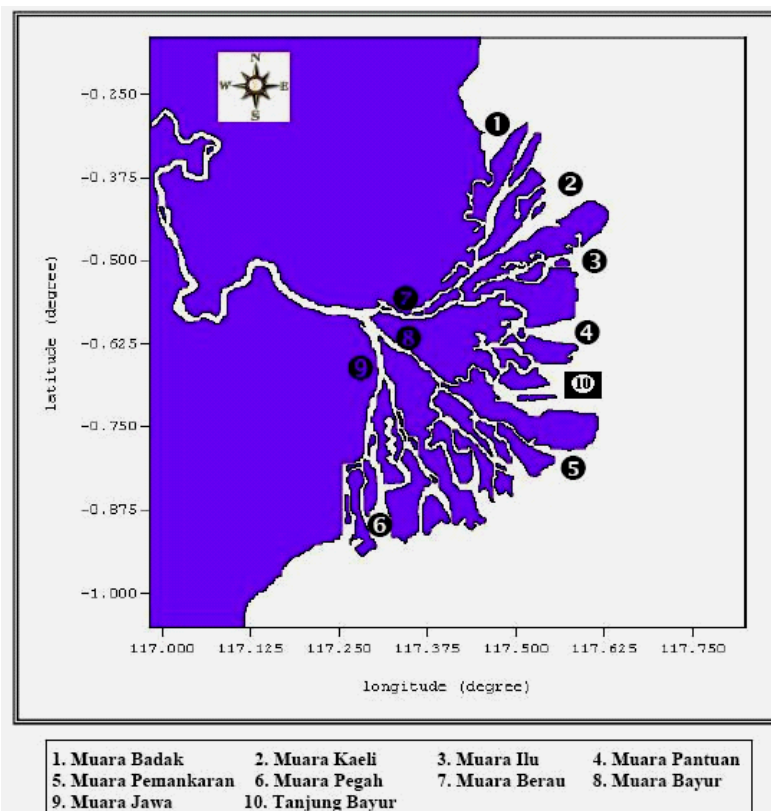 N
W E
S
-0.250
-0.375
-0.500
-0.625
-0.750
-0.875
-1.000
latitude (degree)
1
2
3
4
5
6
7
8
9
10
117.000 117.125 117.250 117.375 117.500 117.625 117.750
longitude (degree)
1. Muara Badak 2. Muara Kaeli 3. Muara Ilu 4. Muara Pantuan
5. Muara Pemankaran 6. Muara Pegah 7. Muara Berau 8. Muara Bayur
9. Muara Jawa 10. Tanjung Bayur